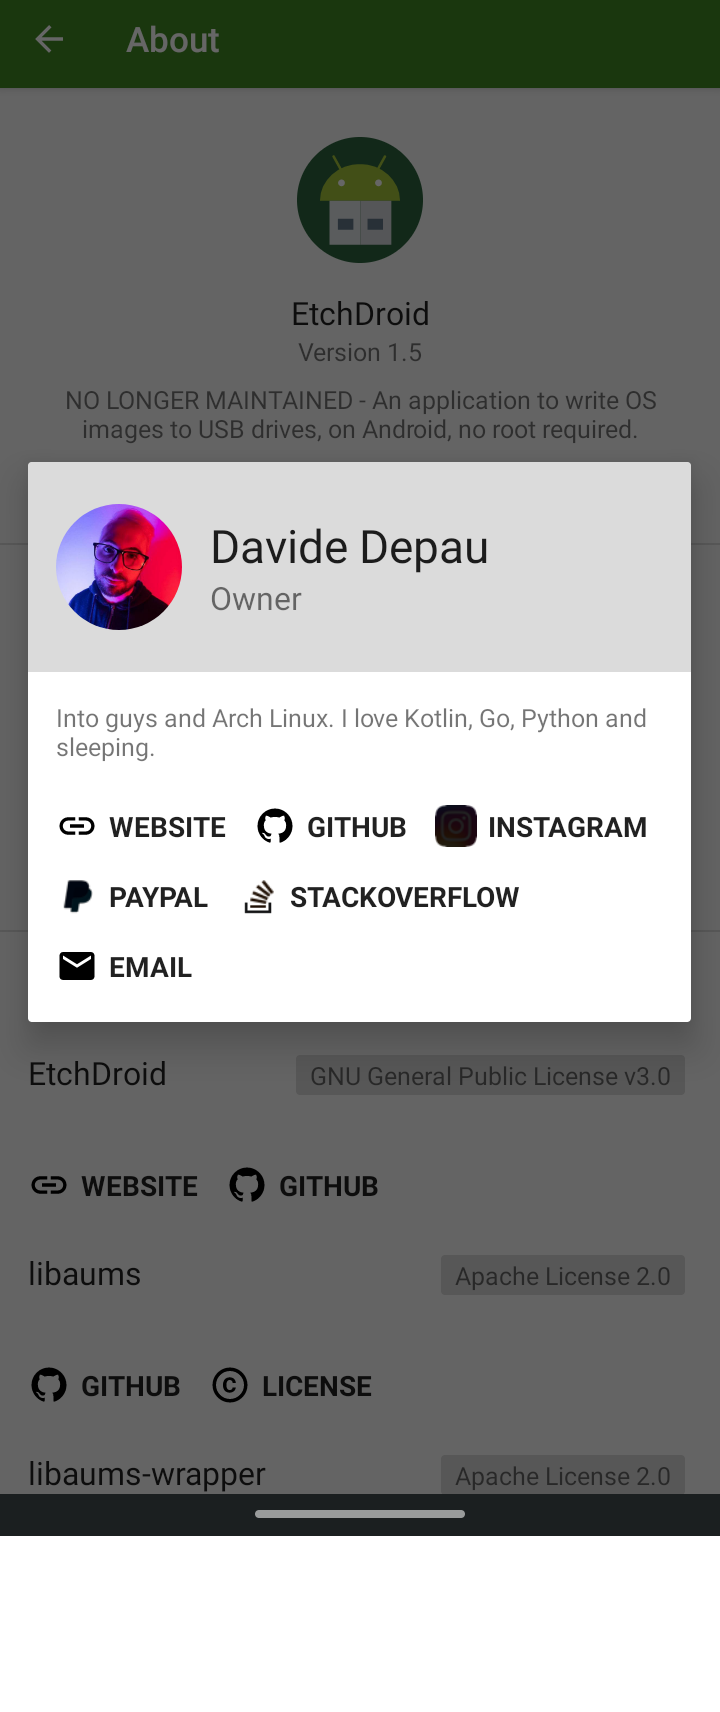 About
EtchDroid
Version 1.5
NO LONGER MAINTAINED - An application to write OS
images to USB drives, on Android, no root required.
Davide Depau
Owner
Into guys and Arch Linux. I love Kotlin, Go, Python and
sleeping.
WEBSITE GITHUB INSTAGRAM
PAYPAL STACKOVERFLOW
EMAIL
EtchDroid GNU General Public License v3.0
WEBSITE GITHUB
libaums Apache License 2.0
GITHUB LICENSE
libaums-wrapper Apache License 2.0